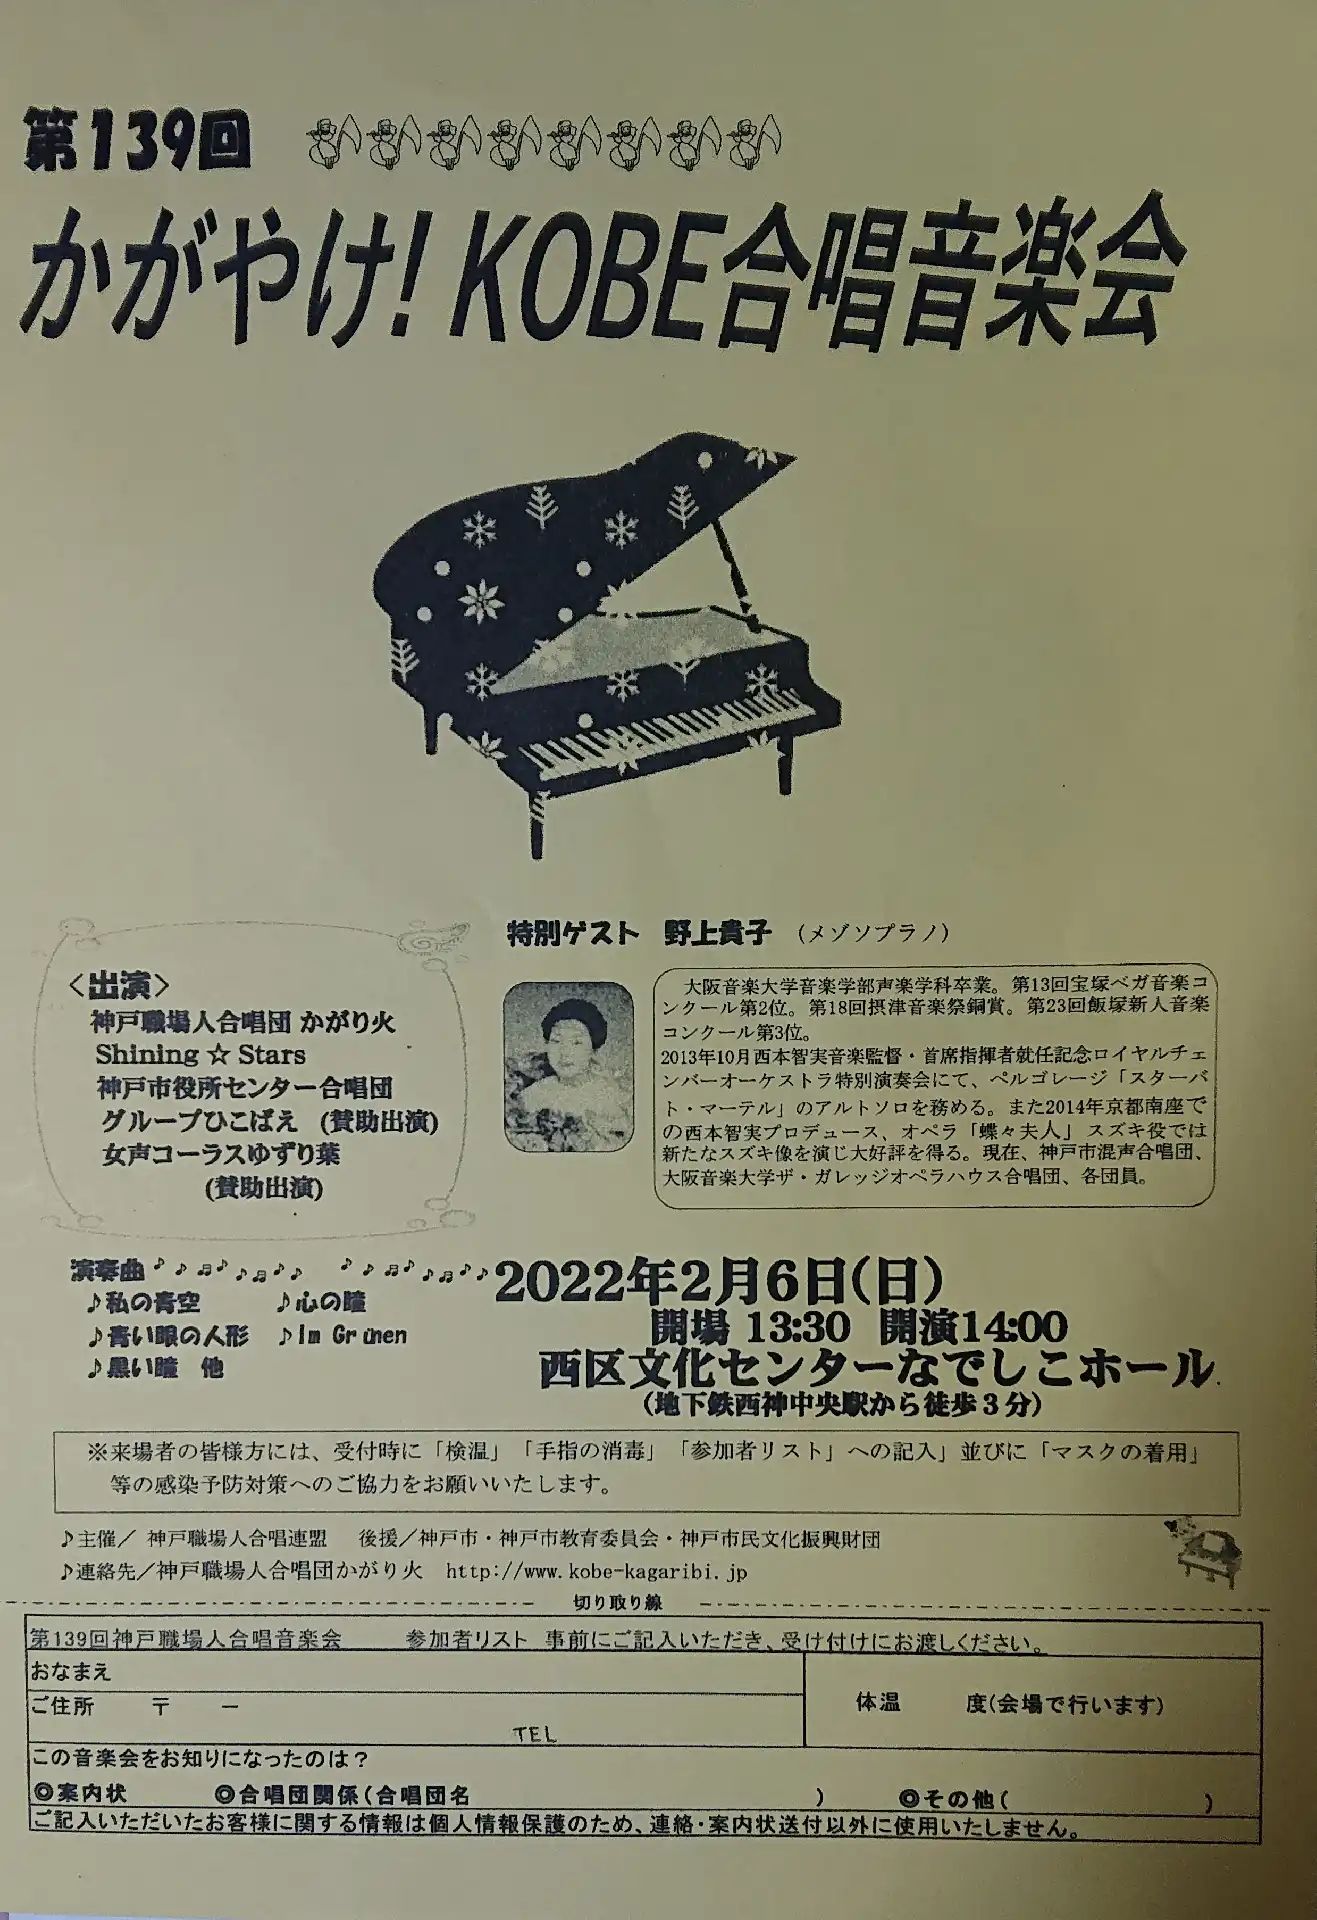 第139回
かがやけ! KOBE合唱音楽会
特別ゲスト 野上貴子 (メゾソプラノ)
大阪音楽大学音楽学部声楽学科卒業。第13回宝塚ベガ音楽コ
ンクール第2位。第18回摂津音楽祭銅賞。第23回飯塚新人音楽
コンクール第3位。
2013年10月西本智実音楽監督・首席指揮者就任記念ロイヤルチェ
ンバーオーケストラ特別演奏会にて、ペルゴレージ「スターバ
ト・マーテル」のアルトソロを務める。また2014年京都南座で
の西本智実プロデュース、オペラ「蝶々夫人」スズキ役では
新たなスズキ像を演じ大好評を得る。現在、神戸市混声合唱団、
大阪音楽大学ザ・ガレッジオペラハウス合唱団、各団員。
<出演>
神戸職場人合唱団 かがり火
Shining ☆ Stars
神戸市役所センター合唱団
グループひこばえ (賛助出演)
女声コーラスゆずり葉
(賛助出演)
演奏曲
♪私の青空 ♪心の瞳
♪青い眼の人形 ♪Im Grünen
♪黒い瞳 他
2022年2月6日(日)
開場 13:30 開演14:00
西区文化センターなでしこホール
(地下鉄西神中央駅から徒歩3分)
※来場者の皆様方には、受付時に「検温」「手指の消毒」「参加者リスト」への記入」並びに「マスクの着用」
等の感染予防対策へのご協力をお願いいたします。
♪主催／ 神戸職場人合唱連盟 後援／神戸市・神戸市教育委員会・神戸市民文化振興財団
♪連絡先／神戸職場人合唱団かがり火 http://www.kobe-kagaribi.jp
切り取り線
第139回神戸職場人合唱音楽会 参加者リスト 事前にご記入いただき、受け付けにお渡しください。
おなまえ
ご住所 〒 －
TEL
体温 度(会場で行います)
この音楽会をお知りになったのは？
◎案内状 ◎合唱団関係(合唱団名 ) ◎その他( )
ご記入いただいたお客様に関する情報は個人情報保護のため、連絡・案内状送付以外に使用いたしません。